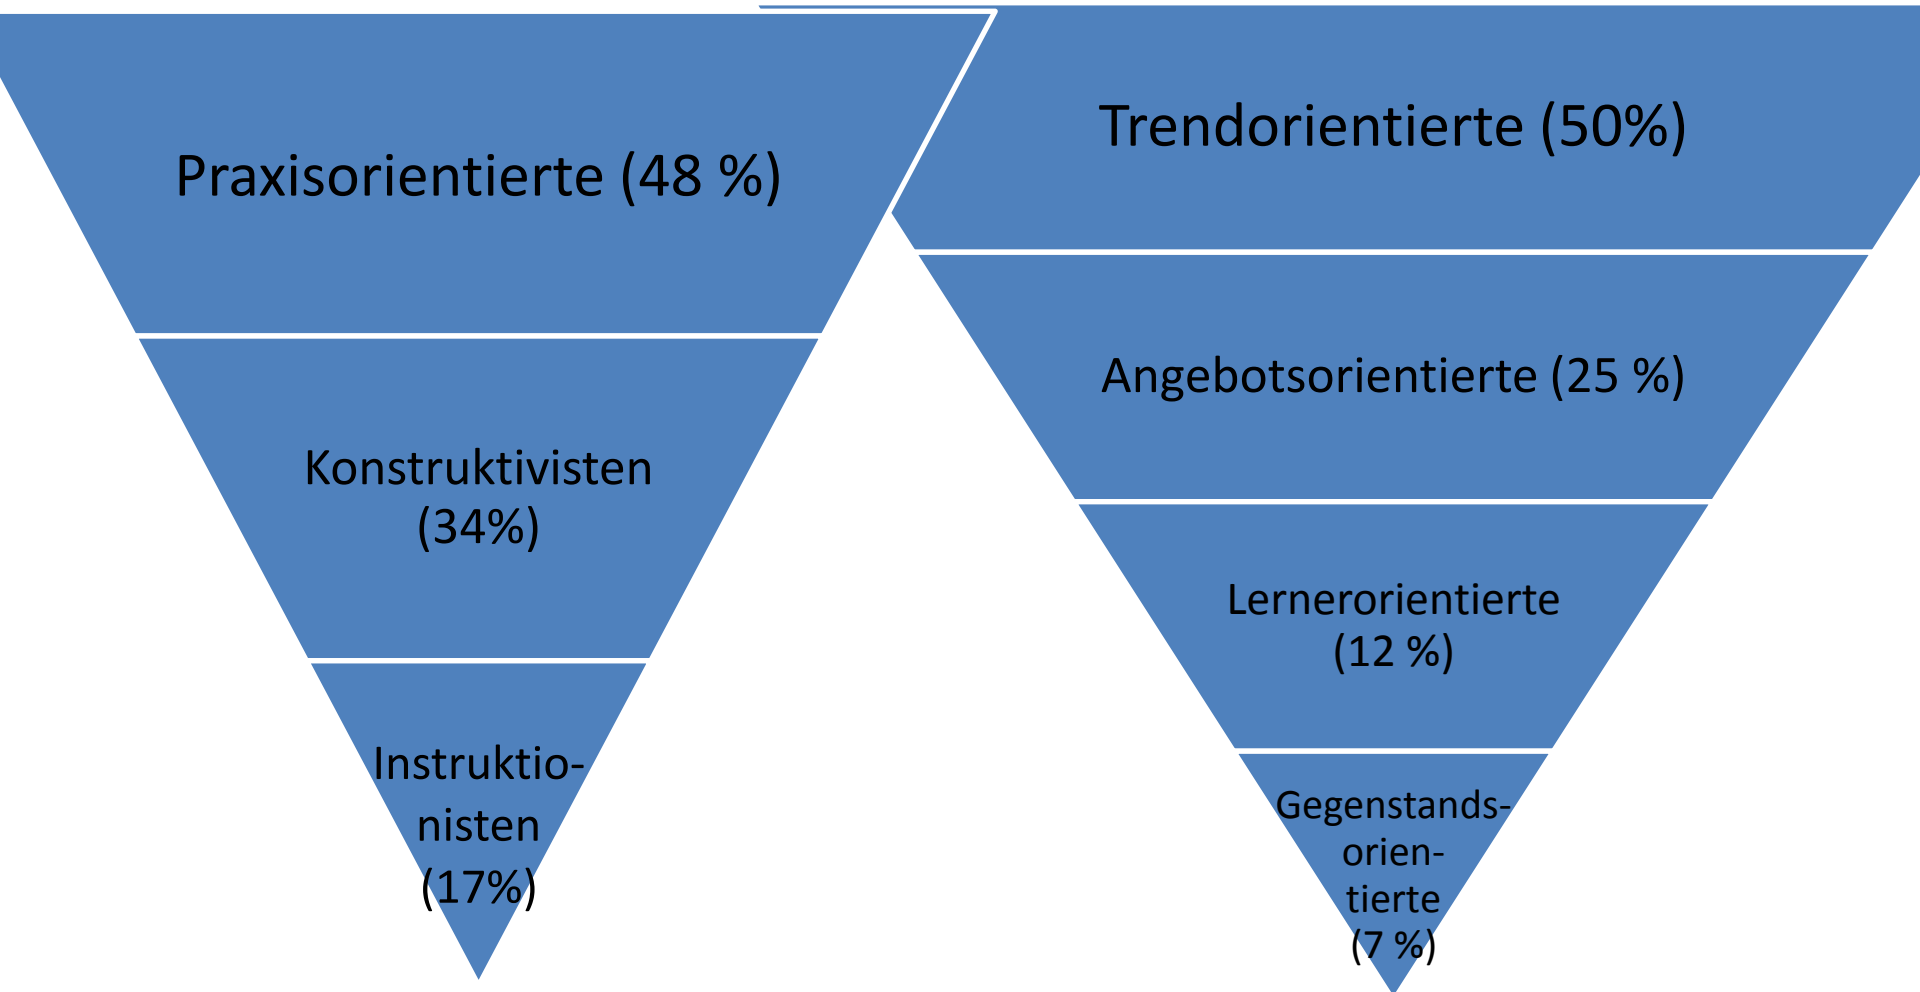 Praxisorientierte (48 %)
Konstruktivisten
(34%)
Instruktio-
nisten
(17%)
Trendorientierte (50%)
Angebotsorientierte (25 %)
Lernerorientierte
(12 %)
Gegenstands-
orien-
tierte
(7 %)